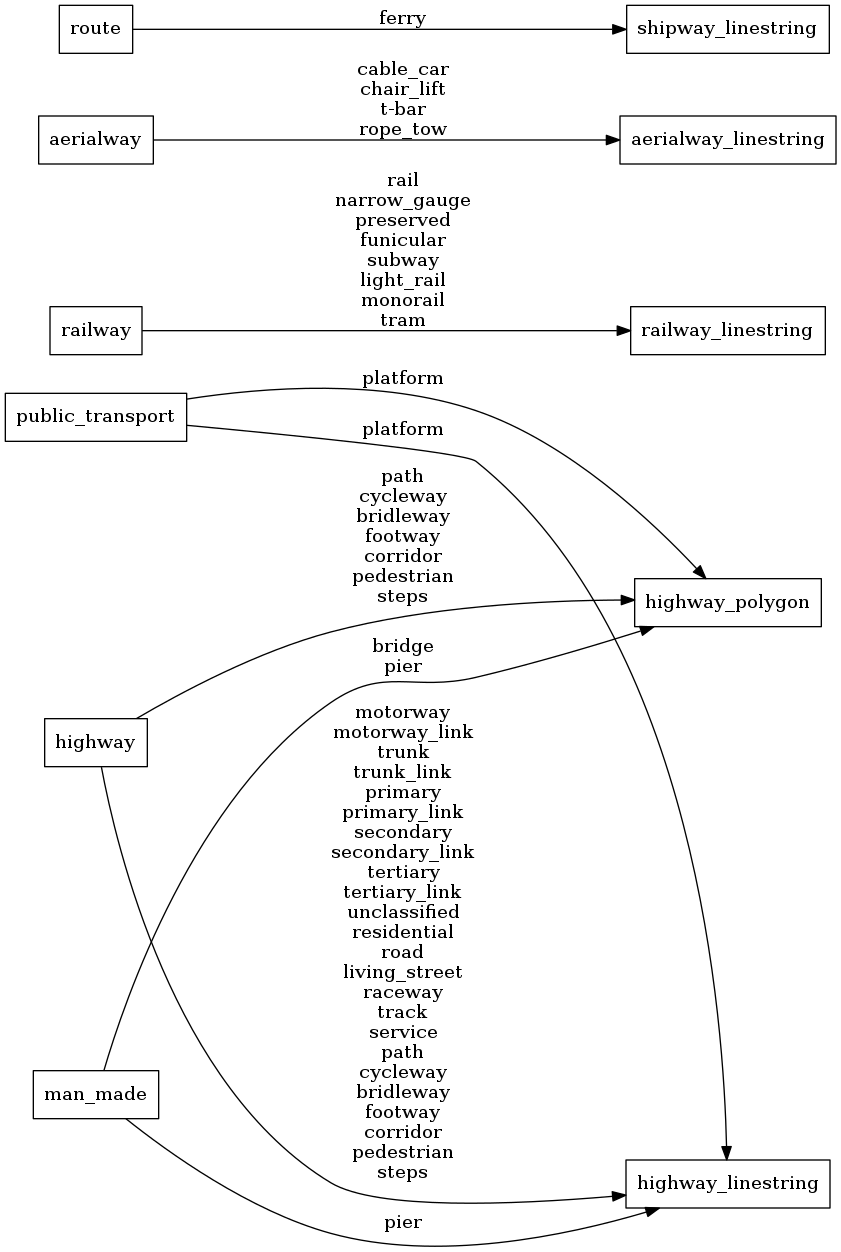 route
ferry
shipway_linestring
cable_car
chair_lift
t-bar
rope_tow
aerialway
aerialway_linestring
rail
narrow_gauge
preserved
funicular
subway
light_rail
monorail
tram
railway
railway_linestring
platform
public_transport
platform
path
cycleway
bridleway
footway
corridor
pedestrian
steps
highway_polygon
bridge
pier
highway
motorway
motorway_link
trunk
trunk_link
primary
primary_link
secondary
secondary_link
tertiary
tertiary_link
unclassified
residential
road
living_street
raceway
track
service
path
cycleway
bridleway
footway
corridor
pedestrian
steps
man_made
highway_linestring
pier